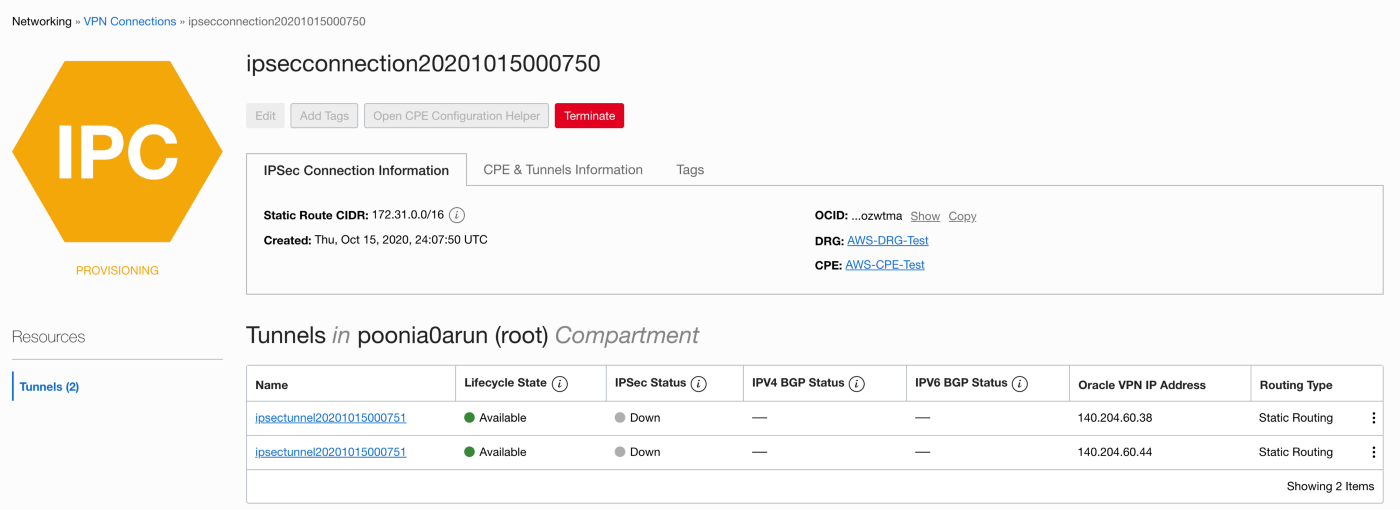 Networking » VPN Connections » ipsecconnection20201015000750
IPC
PROVISIONING
ipsecconnection20201015000750
Edit Add Tags Open CPE Configuration Helper Terminate
IPSec Connection Information CPE & Tunnels Information Tags
Static Route CIDR: 172.31.0.0/16 i
Created: Thu, Oct 15, 2020, 24:07:50 UTC
OCID: ...ozwtma Show Copy
DRG: AWS-DRG-Test
CPE: AWS-CPE-Test
Resources
Tunnels (2)
Tunnels in poonia0arun (root) Compartment
Name Lifecycle State i IPSec Status i IPV4 BGP Status i IPV6 BGP Status i Oracle VPN IP Address Routing Type
ipsectunnel20201015000751 Available Down — — 140.204.60.38 Static Routing
ipsectunnel20201015000751 Available Down — — 140.204.60.44 Static Routing
Showing 2 Items